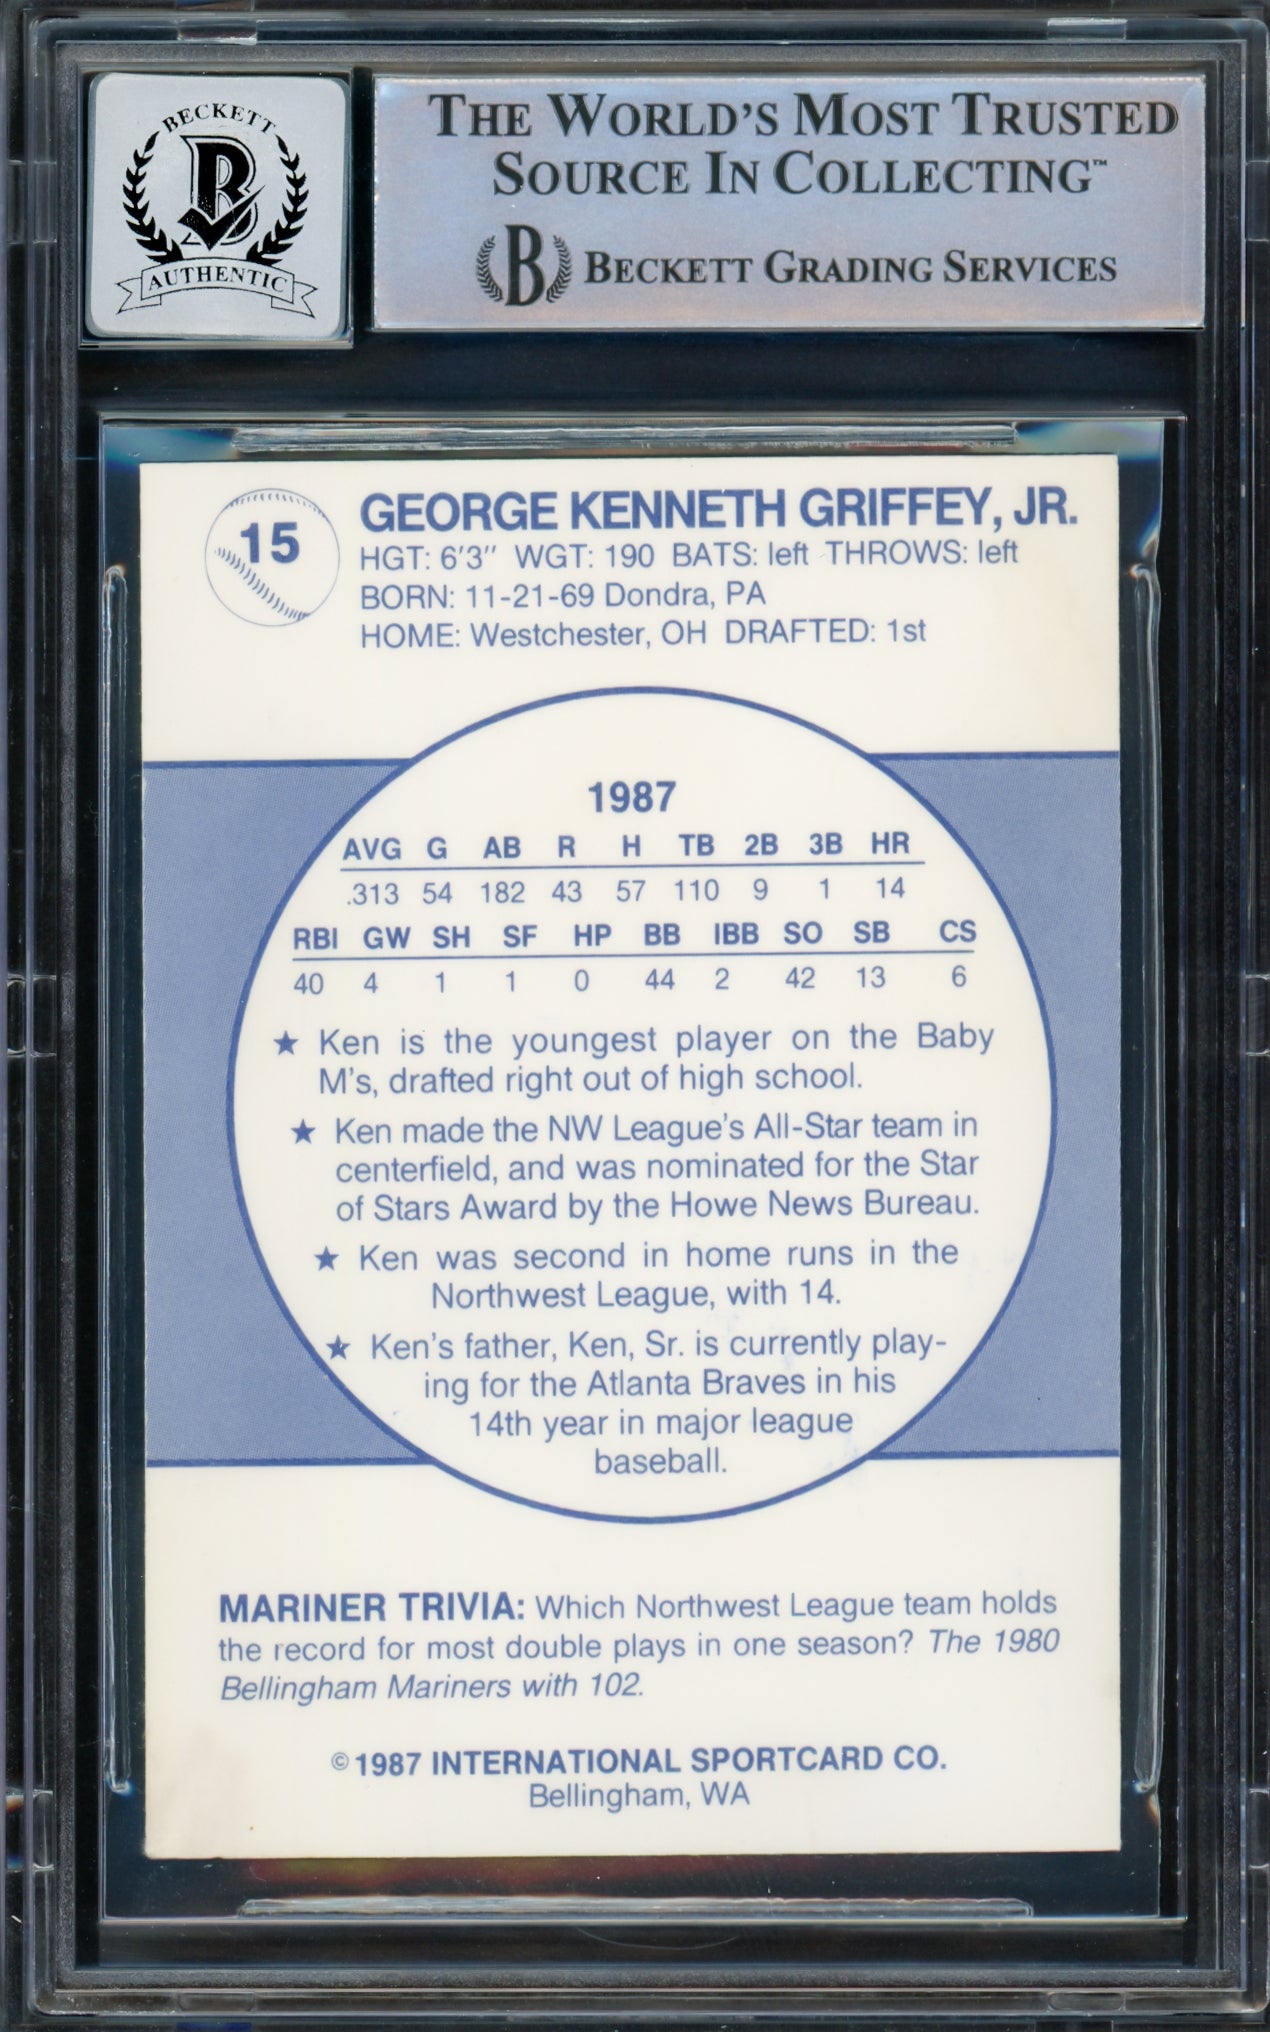 BECKETT
B
AUTHENTIC
THE WORLD'S MOST TRUSTED
SOURCE IN COLLECTING™
B BECKETT GRADING SERVICES
15
GEORGE KENNETH GRIFFEY, JR.
HGT: 6'3" WGT: 190 BATS: left THROWS: left
BORN: 11-21-69 Dondra, PA
HOME: Westchester, OH DRAFTED: 1st
1987
AVG G AB R H TB 2B 3B HR
.313 54 182 43 57 110 9 1 14
RBI GW SH SF HP BB IBB SO SB CS
40 4 1 1 0 44 2 42 13 6
★ Ken is the youngest player on the Baby
M's, drafted right out of high school.
★ Ken made the NW League's All-Star team in
centerfield, and was nominated for the Star
of Stars Award by the Howe News Bureau.
★ Ken was second in home runs in the
Northwest League, with 14.
★ Ken's father, Ken, Sr. is currently play-
ing for the Atlanta Braves in his
14th year in major league
baseball.
MARINER TRIVIA: Which Northwest League team holds
the record for most double plays in one season? The 1980
Bellingham Mariners with 102.
© 1987 INTERNATIONAL SPORTCARD CO.
Bellingham, WA